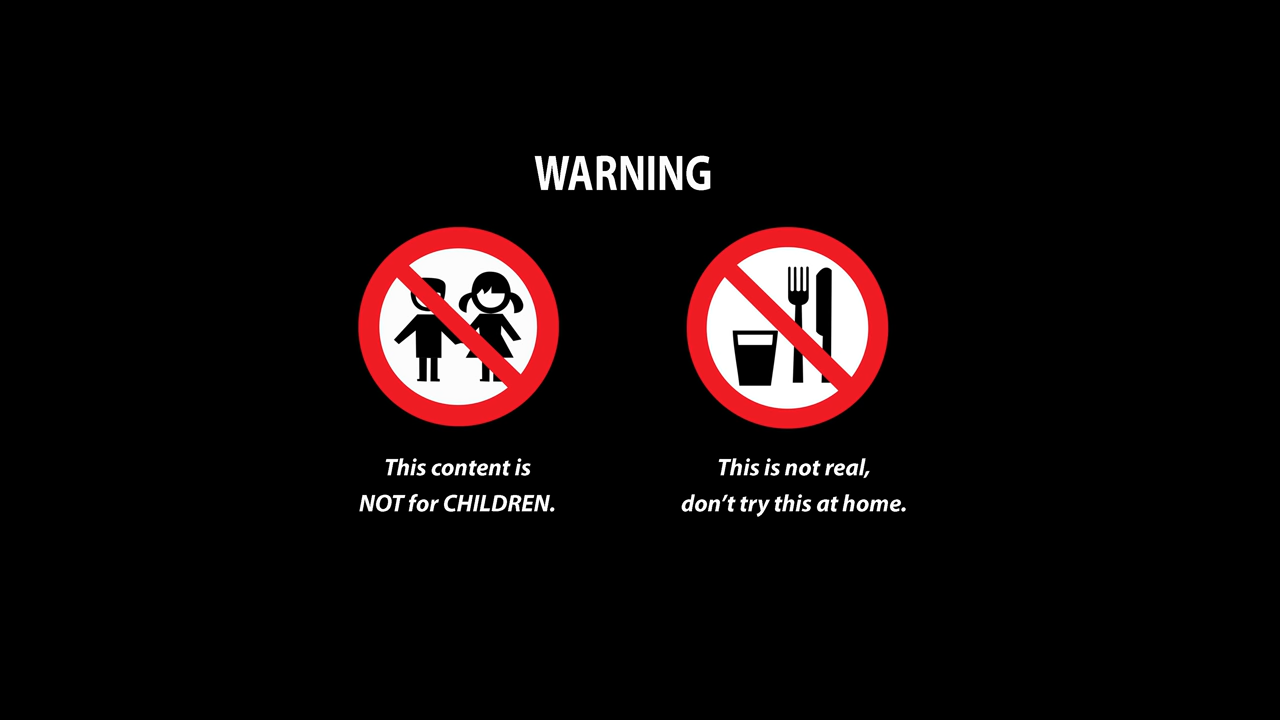 WARNING
This content is
NOT for CHILDREN.
This is not real,
don’t try this at home.